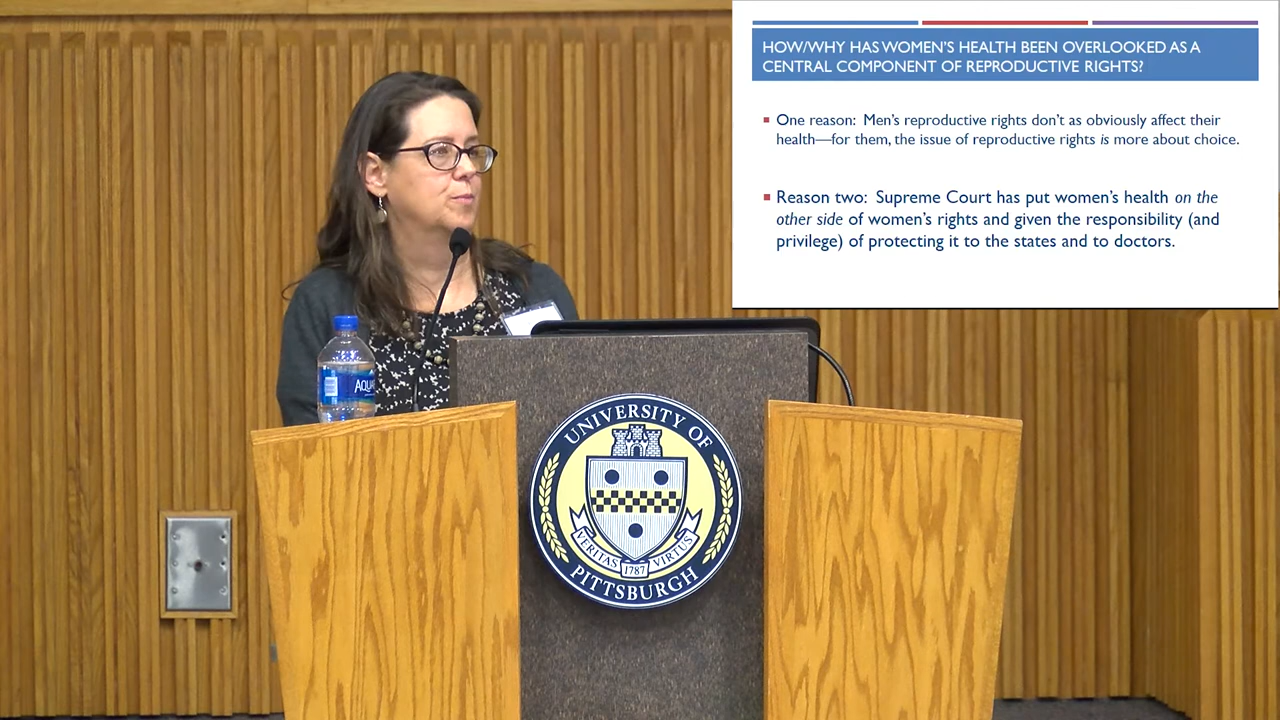 HOW/WHY HAS WOMEN'S HEALTH BEEN OVERLOOKED AS A
CENTRAL COMPONENT OF REPRODUCTIVE RIGHTS?
One reason: Men's reproductive rights don't as obviously affect their
health—for them, the issue of reproductive rights is more about choice.
Reason two: Supreme Court has put women's health on the
other side of women's rights and given the responsibility (and
privilege) of protecting it to the states and to doctors.
AQUA
UNIVERSITY OF
VERITAS 1787 VIRTUS
PITTSBURGH